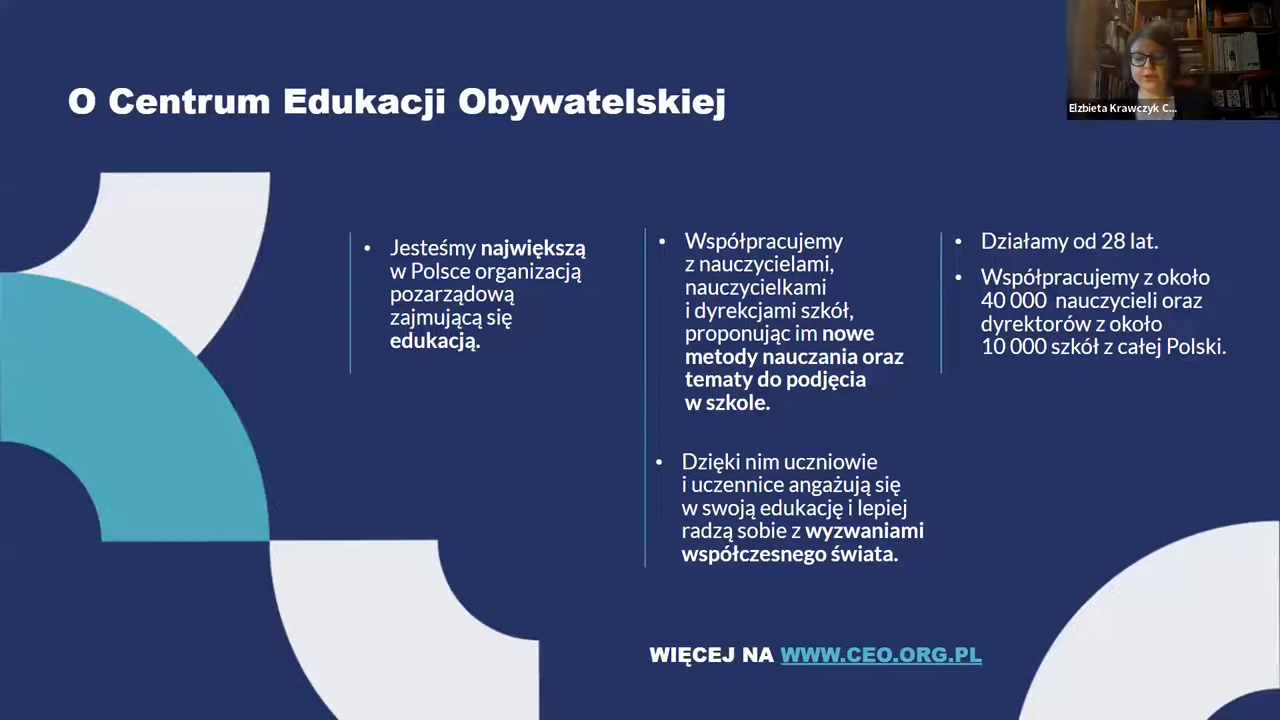 O Centrum Edukacji Obywatelskiej
Elzbieta Krawczyk C...
• Jesteśmy największą
w Polsce organizacją
pozarządową
zajmującą się
edukacją.
• Współpracujemy
z nauczycielami,
nauczycielkami
i dyrekcjami szkół,
proponując im nowe
metody nauczania oraz
tematy do podjęcia
w szkole.
• Dzięki nim uczniowie
i uczennice angażują się
w swoją edukację i lepiej
radzą sobie z wyzwaniami
współczesnego świata.
• Działamy od 28 lat.
• Współpracujemy z około
40 000 nauczycieli oraz
dyrektorów z około
10 000 szkół z całej Polski.
WIĘCEJ NA WWW.CEO.ORG.PL